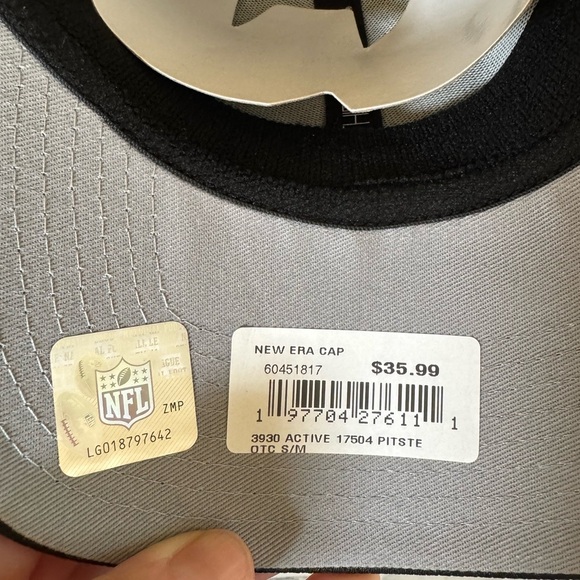 NFL
ZMP
LG018797642
NEW ERA CAP
60451817 $35.99
1 97704 27611 1
3930 ACTIVE 17504 PITSTE
OTC S/M